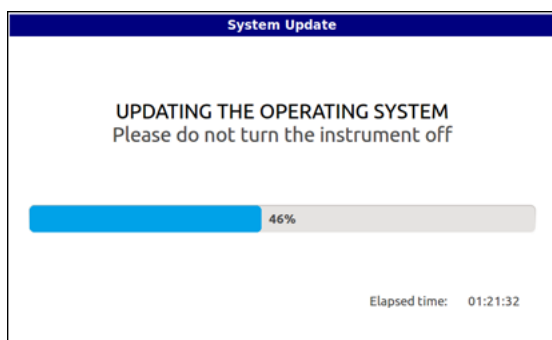 System Update
UPDATING THE OPERATING SYSTEM
Please do not turn the instrument off
46%
Elapsed time: 01:21:32